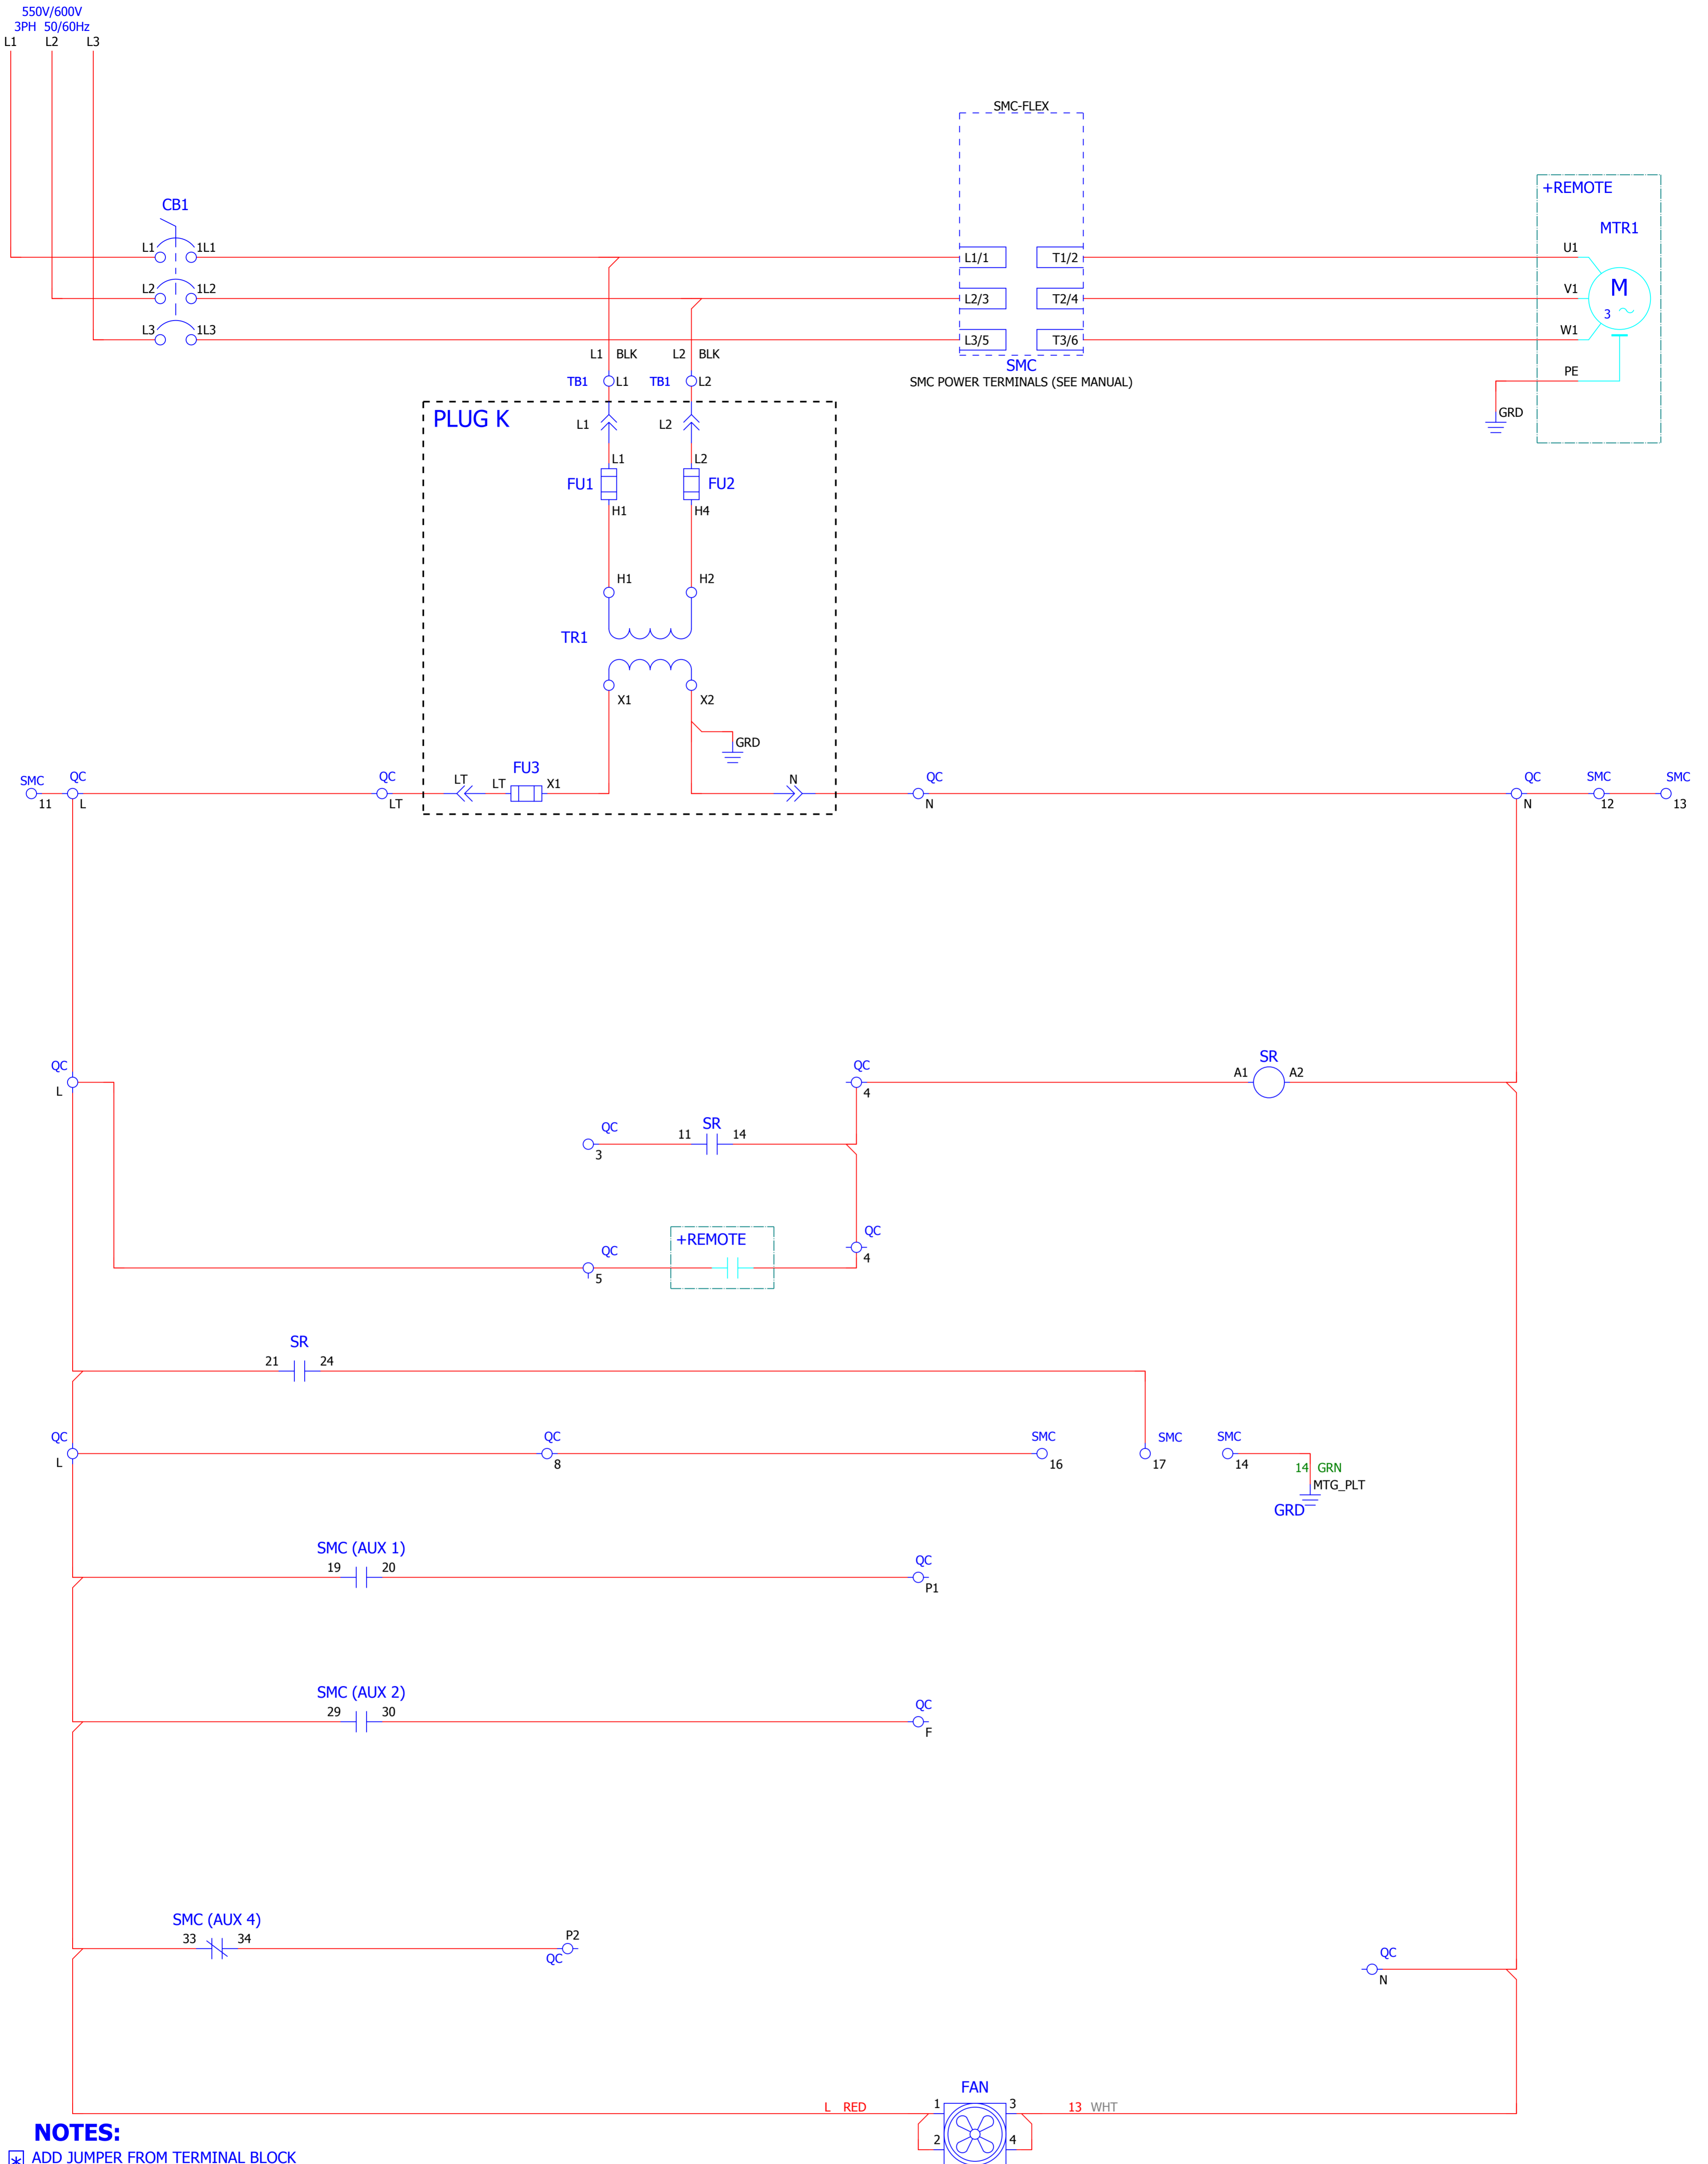 550V/600V
3PH 50/60Hz
L1 L2 L3
SMC-FLEX
+REMOTE
CB1
MTR1
L1 1L1 L1/1 T1/2 U1
L2 1L2 L2/3 T2/4 V1
M
3
L3 1L3 L3/5 T3/6 W1
L1 BLK L2 BLK
SMC
SMC POWER TERMINALS (SEE MANUAL)
PE
TB1 L1 TB1 L2
GRD
PLUG K
L1 L2
L1 L2
FU1 FU2
H1 H4
H1 H2
TR1
X1 X2
GRD
FU3
SMC QC QC LT LT X1 N QC QC SMC SMC
11 L LT N N 12 13
QC QC SR
L 4 A1 A2
QC 11 SR 14
3
+REMOTE
QC QC
5 4
SR
21 24
QC QC SMC SMC SMC
L 8 16 17 14
14 GRN
MTG_PLT
GRD
SMC (AUX 1)
19 20 QC
P1
SMC (AUX 2)
29 30 QC
F
SMC (AUX 4)
33 34 P2
QC
QC
N
FAN
L RED 1 3 13 WHT
2 4
NOTES:
* ADD JUMPER FROM TERMINAL BLOCK